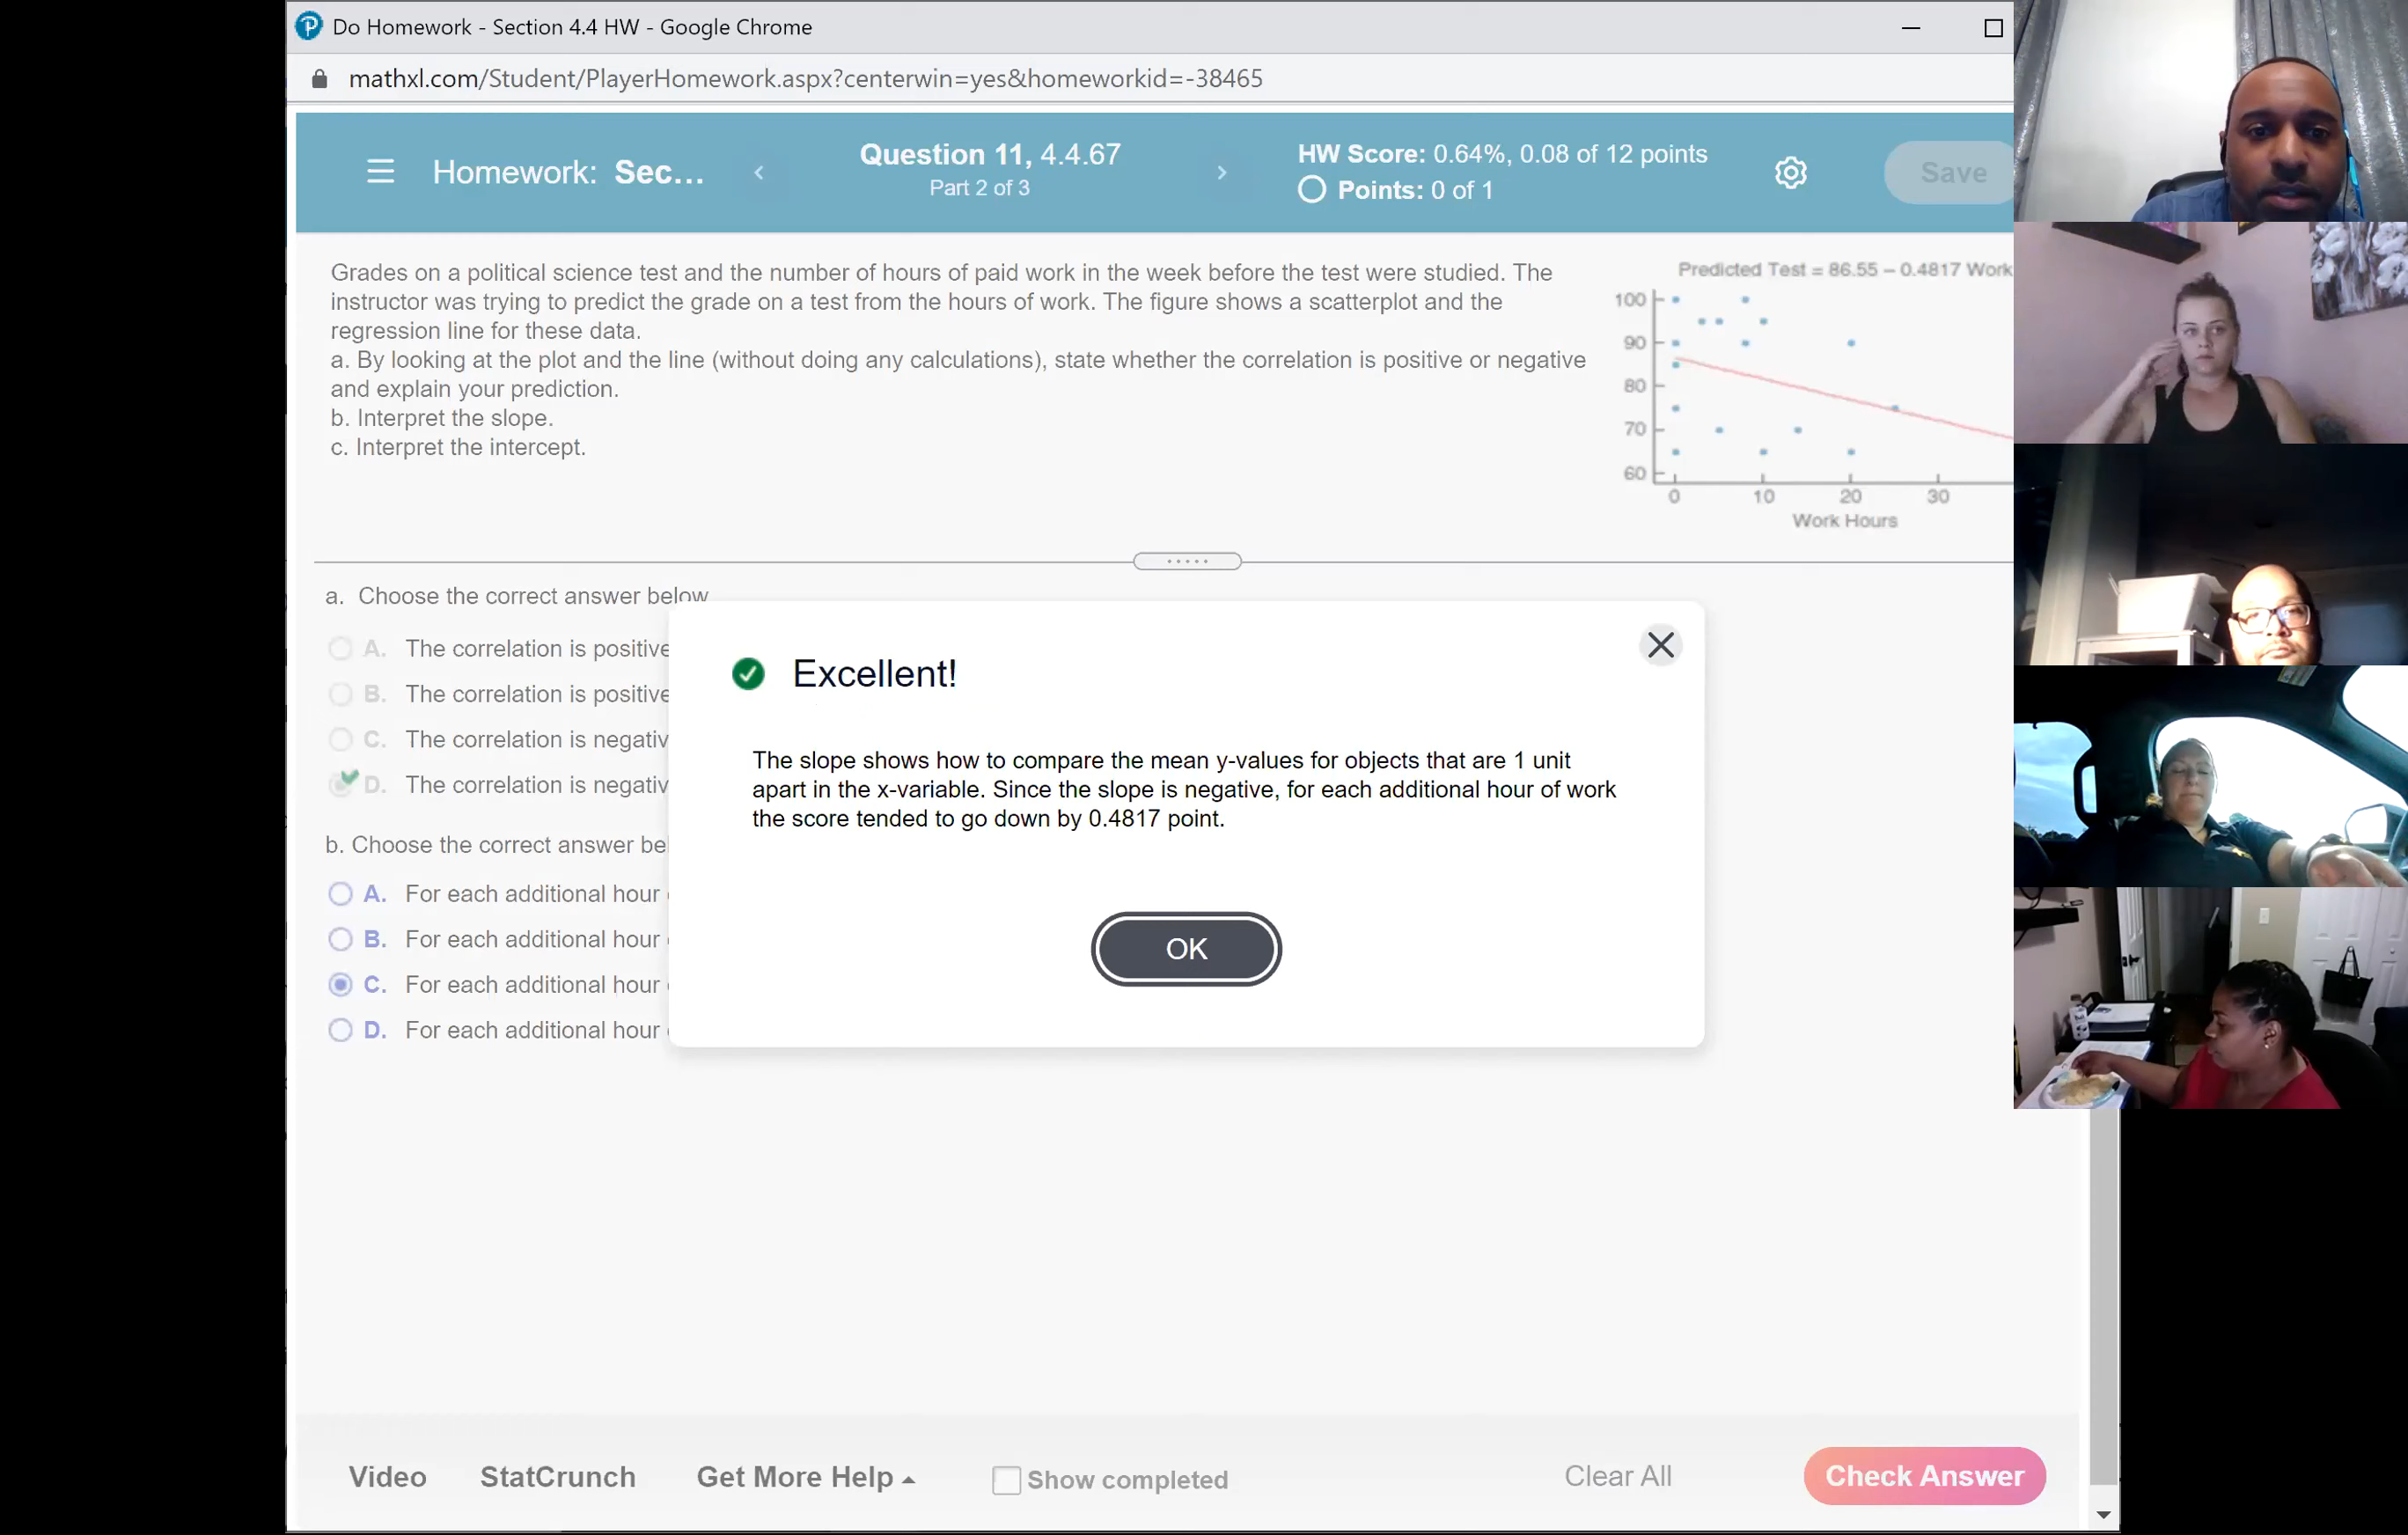 Do Homework - Section 4.4 HW - Google Chrome
mathxl.com/Student/PlayerHomework.aspx?centerwin=yes&homeworkid=-38465
Homework: Sec...
Question 11, 4.4.67
Part 2 of 3
HW Score: 0.64%, 0.08 of 12 points
Points: 0 of 1
Save
Grades on a political science test and the number of hours of paid work in the week before the test were studied. The
instructor was trying to predict the grade on a test from the hours of work. The figure shows a scatterplot and the
regression line for these data.
a. By looking at the plot and the line (without doing any calculations), state whether the correlation is positive or negative
and explain your prediction.
b. Interpret the slope.
c. Interpret the intercept.
Predicted Test = 86.55 – 0.4817 Work
100
90
80
70
60
0 10 20 30
Work Hours
a. Choose the correct answer below
A. The correlation is positive
B. The correlation is positive
C. The correlation is negativ
D. The correlation is negativ
b. Choose the correct answer be
A. For each additional hour
B. For each additional hour
C. For each additional hour
D. For each additional hour
Excellent!
The slope shows how to compare the mean y-values for objects that are 1 unit
apart in the x-variable. Since the slope is negative, for each additional hour of work
the score tended to go down by 0.4817 point.
OK
Video StatCrunch Get More Help Show completed Clear All Check Answer